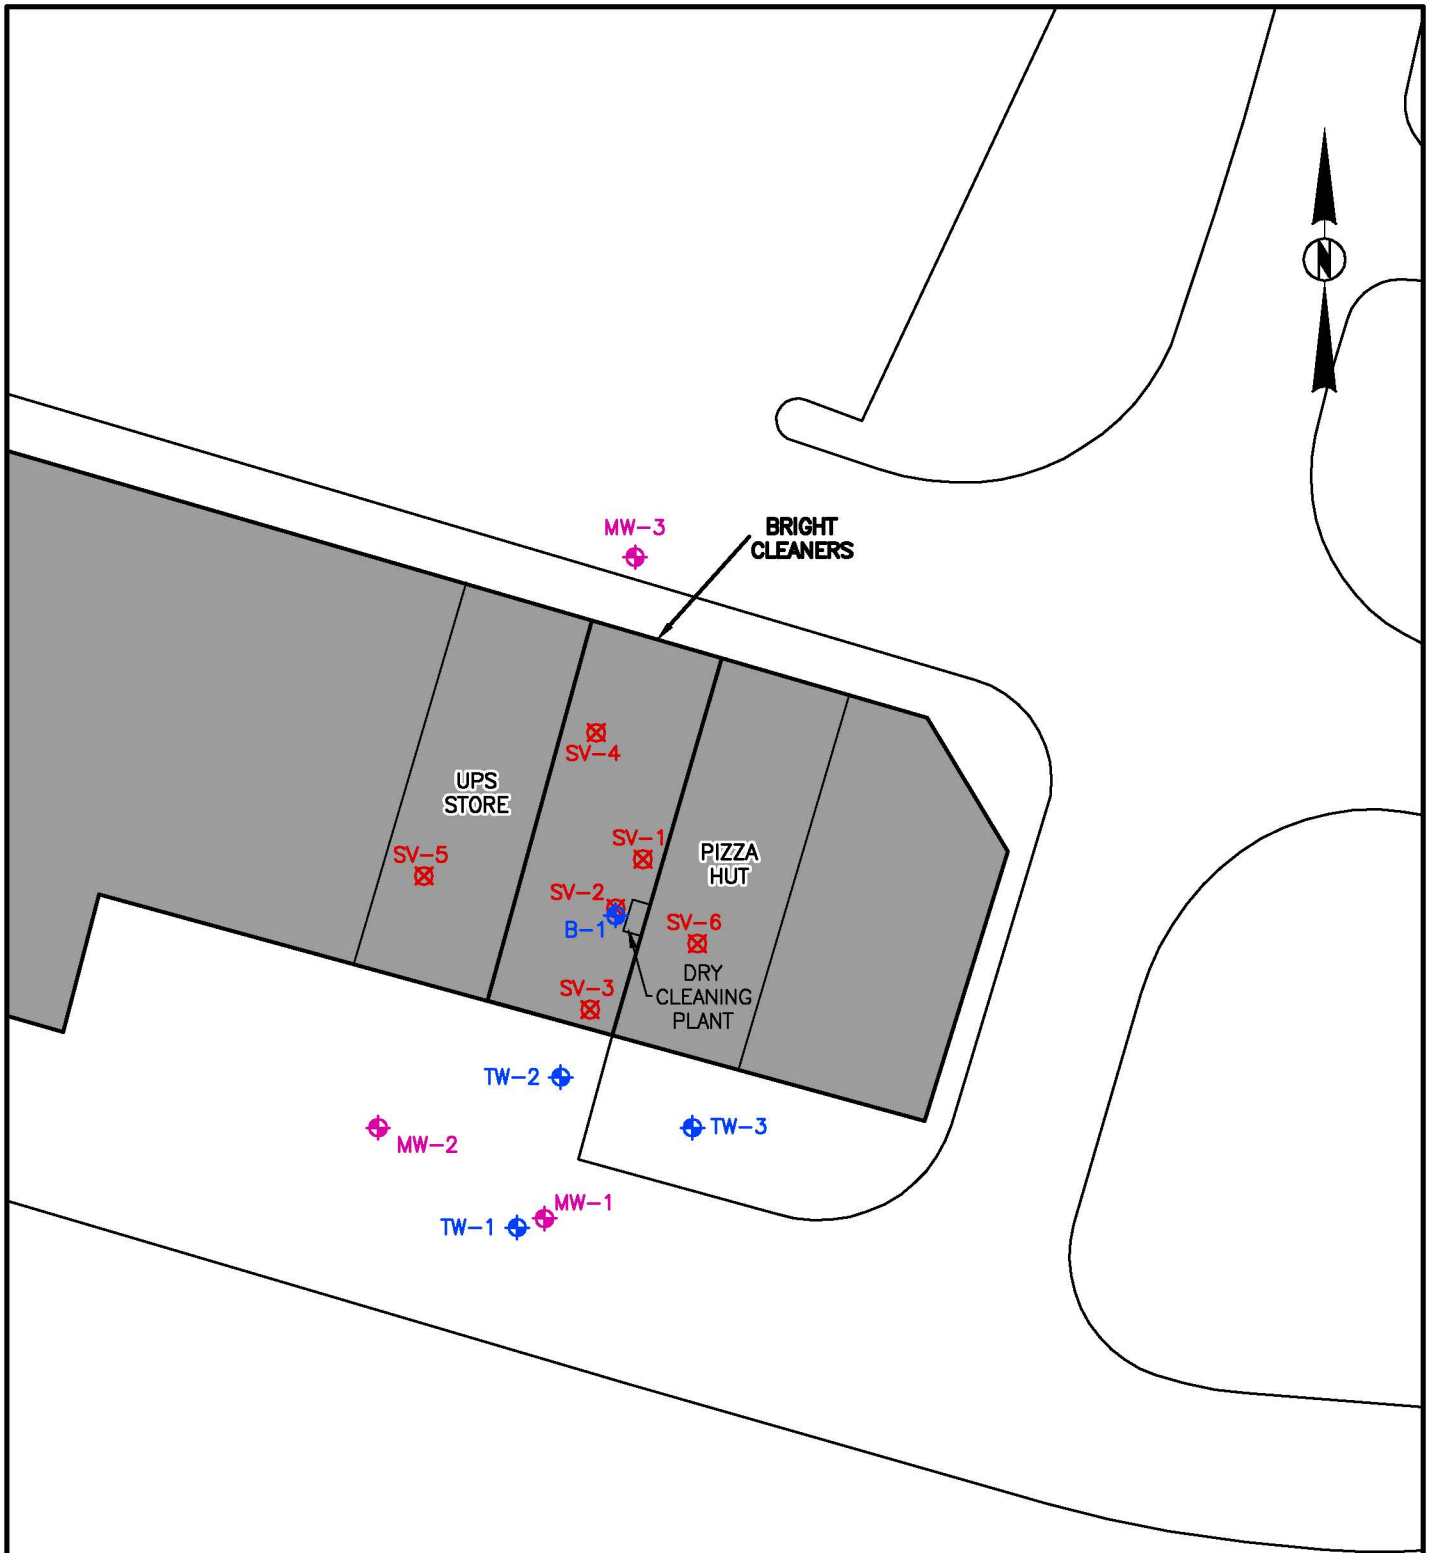 N
MW-3
BRIGHT
CLEANERS
SV-4
UPS
STORE
SV-1
PIZZA
HUT
SV-5
SV-2
B-1
SV-6
DRY
CLEANING
PLANT
SV-3
TW-2
TW-3
MW-2
MW-1
TW-1